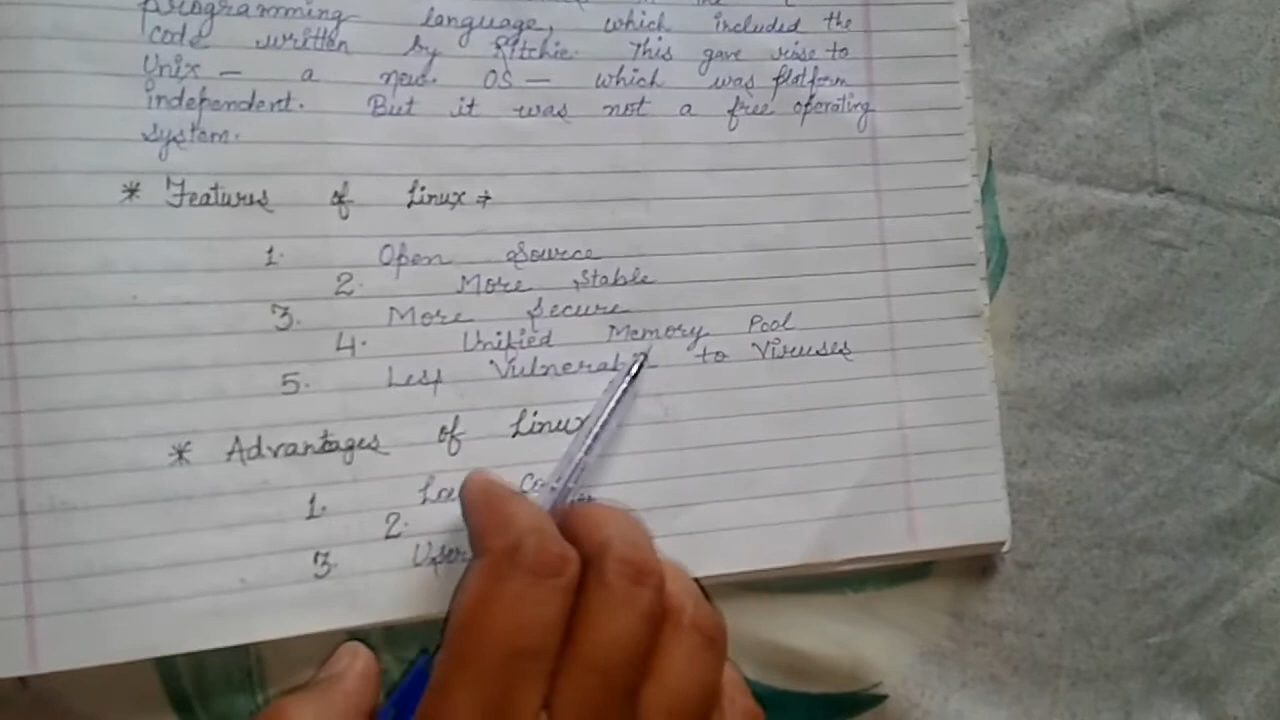 programming language, which included the
code written by Ritchie. This gave rise to
Unix — a new OS — which was platform
independent. But it was not a free operating
system.
* Features of Linux →
1. Open Source
2. More Stable
3. More Secure
4. Unified Memory Pool
5. Less to Viruses
* Advantages of Linux
1.
2.
3.